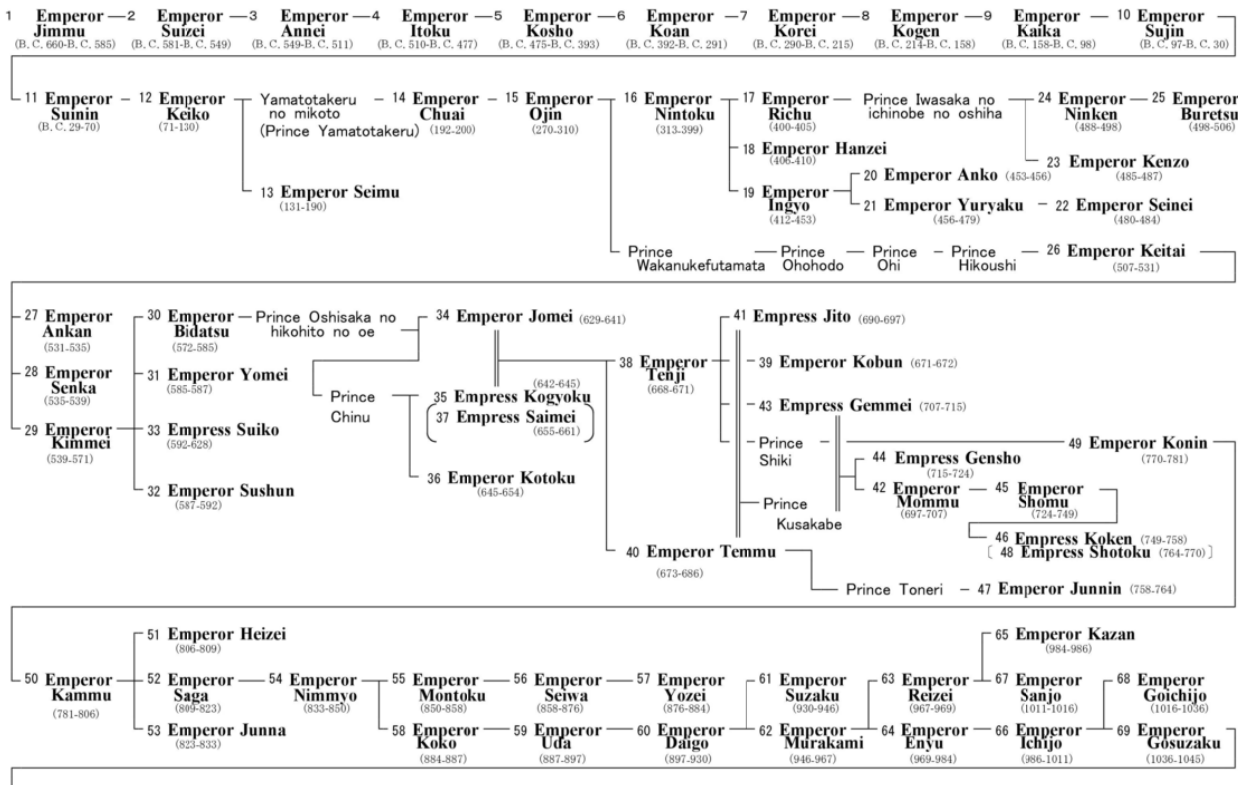 1 Emperor Jimmu (B. C. 660-B. C. 585)
2 Emperor Suizei (B. C. 581-B. C. 549)
3 Emperor Annei (B. C. 549-B. C. 511)
4 Emperor Itoku (B. C. 510-B. C. 477)
5 Emperor Kosho (B. C. 475-B. C. 393)
6 Emperor Koan (B. C. 392-B. C. 291)
7 Emperor Korei (B. C. 290-B. C. 215)
8 Emperor Kogen (B. C. 214-B. C. 158)
9 Emperor Kaika (B. C. 158-B. C. 98)
10 Emperor Sujin (B. C. 97-B. C. 30)
11 Emperor Suinin (B. C. 29-70)
12 Emperor Keiko (71-130)
Yamatotakeru no mikoto (Prince Yamatotakeru)
14 Emperor Chuai (192-200)
15 Emperor Ojin (270-310)
16 Emperor Nintoku (313-399)
17 Emperor Richu (400-405)
Prince Iwasaka no ichinobe no oshiha
24 Emperor Ninken (488-498)
25 Emperor Buretsu (498-506)
18 Emperor Hanzei (406-410)
23 Emperor Kenzo (485-487)
13 Emperor Seimu (131-190)
19 Emperor Ingyo (412-453)
20 Emperor Anko (453-456)
21 Emperor Yuryaku (456-479)
22 Emperor Seinei (480-484)
Prince Wakanukefutamata
Prince Ohohodo
Prince Ohi
Prince Hikoushi
26 Emperor Keitai (507-531)
27 Emperor Ankan (531-535)
30 Emperor Bidatsu (572-585)
Prince Oshisaka no hikohito no oe
34 Emperor Jomei (629-641)
41 Empress Jito (690-697)
28 Emperor Senka (535-539)
31 Emperor Yomei (585-587)
Prince Chinu
(642-645)
35 Empress Kogyoku
37 Empress Saimei (655-661)
38 Emperor Tenji (668-671)
39 Emperor Kobun (671-672)
43 Empress Gemmei (707-715)
29 Emperor Kimmei (539-571)
33 Empress Suiko (592-628)
Prince Shiki
49 Emperor Konin (770-781)
44 Empress Gensho (715-724)
32 Emperor Sushun (587-592)
36 Emperor Kotoku (645-654)
Prince Kusakabe
42 Emperor Mommu (697-707)
45 Emperor Shomu (724-749)
46 Empress Koken (749-758)
[ 48 Empress Shotoku (764-770) ]
40 Emperor Temmu (673-686)
Prince Toneri
47 Emperor Junnin (758-764)
51 Emperor Heizei (806-809)
65 Emperor Kazan (984-986)
50 Emperor Kammu (781-806)
52 Emperor Saga (809-823)
54 Emperor Nimmyo (833-850)
55 Emperor Montoku (850-858)
56 Emperor Seiwa (858-876)
57 Emperor Yozei (876-884)
61 Emperor Suzaku (930-946)
63 Emperor Reizei (967-969)
67 Emperor Sanjo (1011-1016)
68 Emperor Goichijo (1016-1036)
53 Emperor Junna (823-833)
58 Emperor Koko (884-887)
59 Emperor Uda (887-897)
60 Emperor Daigo (897-930)
62 Emperor Murakami (946-967)
64 Emperor Enyu (969-984)
66 Emperor Ichijo (986-1011)
69 Emperor Gosuzaku (1036-1045)